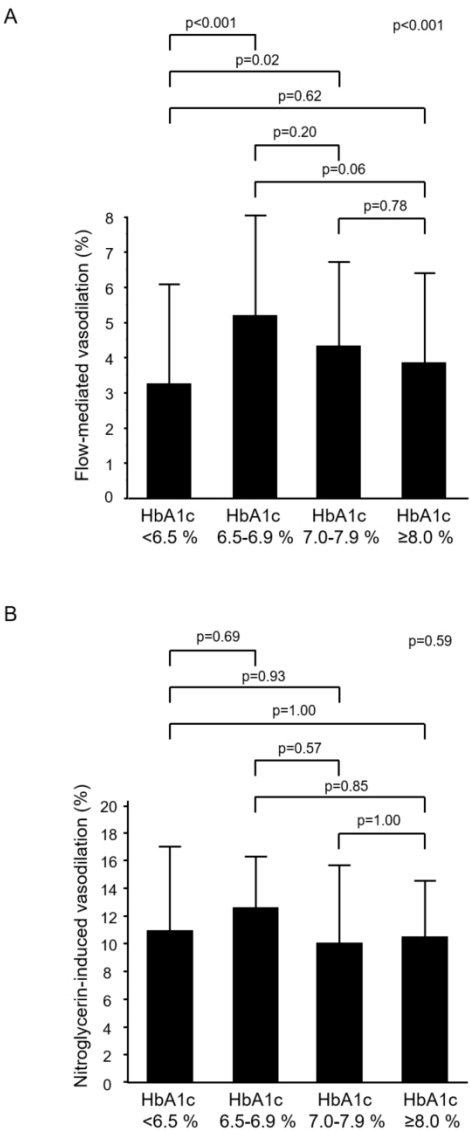 A
p<0.001
p<0.001
p=0.02
p=0.62
p=0.20
p=0.06
p=0.78
Flow-mediated vasodilation (%)
8
7
6
5
4
3
2
1
0
HbA1c HbA1c HbA1c HbA1c
<6.5 % 6.5-6.9 % 7.0-7.9 % ≥8.0 %
B
p=0.69
p=0.59
p=0.93
p=1.00
p=0.57
p=0.85
p=1.00
Nitroglycerin-induced vasodilation (%)
20
18
16
14
12
10
8
6
4
2
0
HbA1c HbA1c HbA1c HbA1c
<6.5 % 6.5-6.9 % 7.0-7.9 % ≥8.0 %